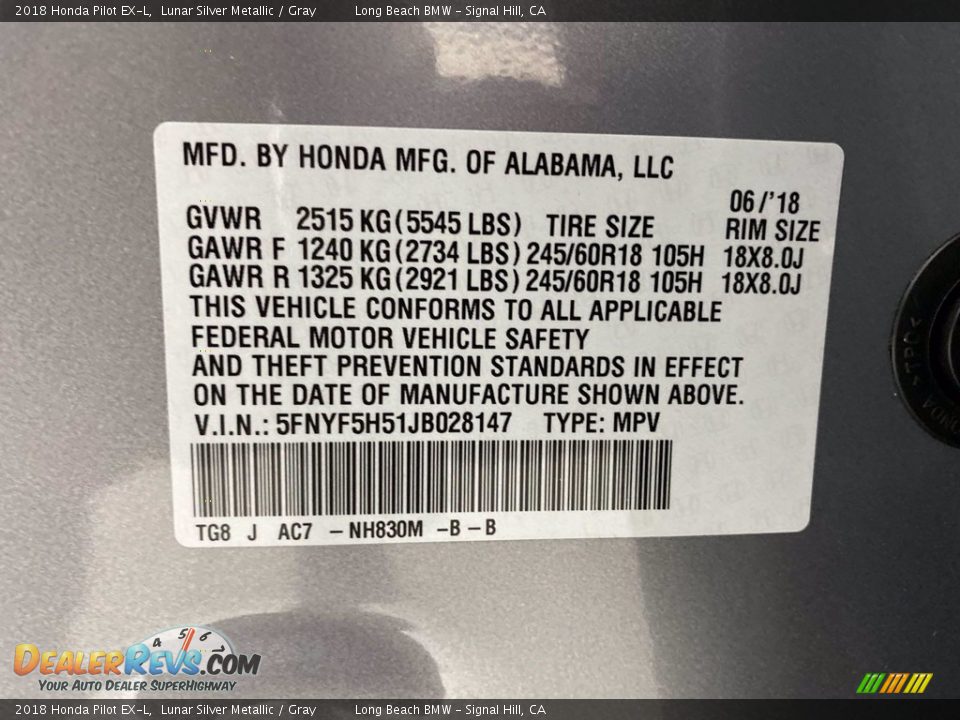 2018 Honda Pilot EX-L, Lunar Silver Metallic / Gray Long Beach BMW - Signal Hill, CA
MFD. BY HONDA MFG. OF ALABAMA, LLC
06/'18
GVWR 2515 KG (5545 LBS) TIRE SIZE RIM SIZE
GAWR F 1240 KG (2734 LBS) 245/60R18 105H 18X8.0J
GAWR R 1325 KG (2921 LBS) 245/60R18 105H 18X8.0J
THIS VEHICLE CONFORMS TO ALL APPLICABLE
FEDERAL MOTOR VEHICLE SAFETY
AND THEFT PREVENTION STANDARDS IN EFFECT
ON THE DATE OF MANUFACTURE SHOWN ABOVE.
V.I.N.: 5FNYF5H51JB028147 TYPE: MPV
TG8 J AC7 -NH830M -B-B
>TPO<
4 5 6
DEALERREVS.COM
YOUR AUTO DEALER SUPERHIGHWAY
2018 Honda Pilot EX-L, Lunar Silver Metallic / Gray Long Beach BMW - Signal Hill, CA